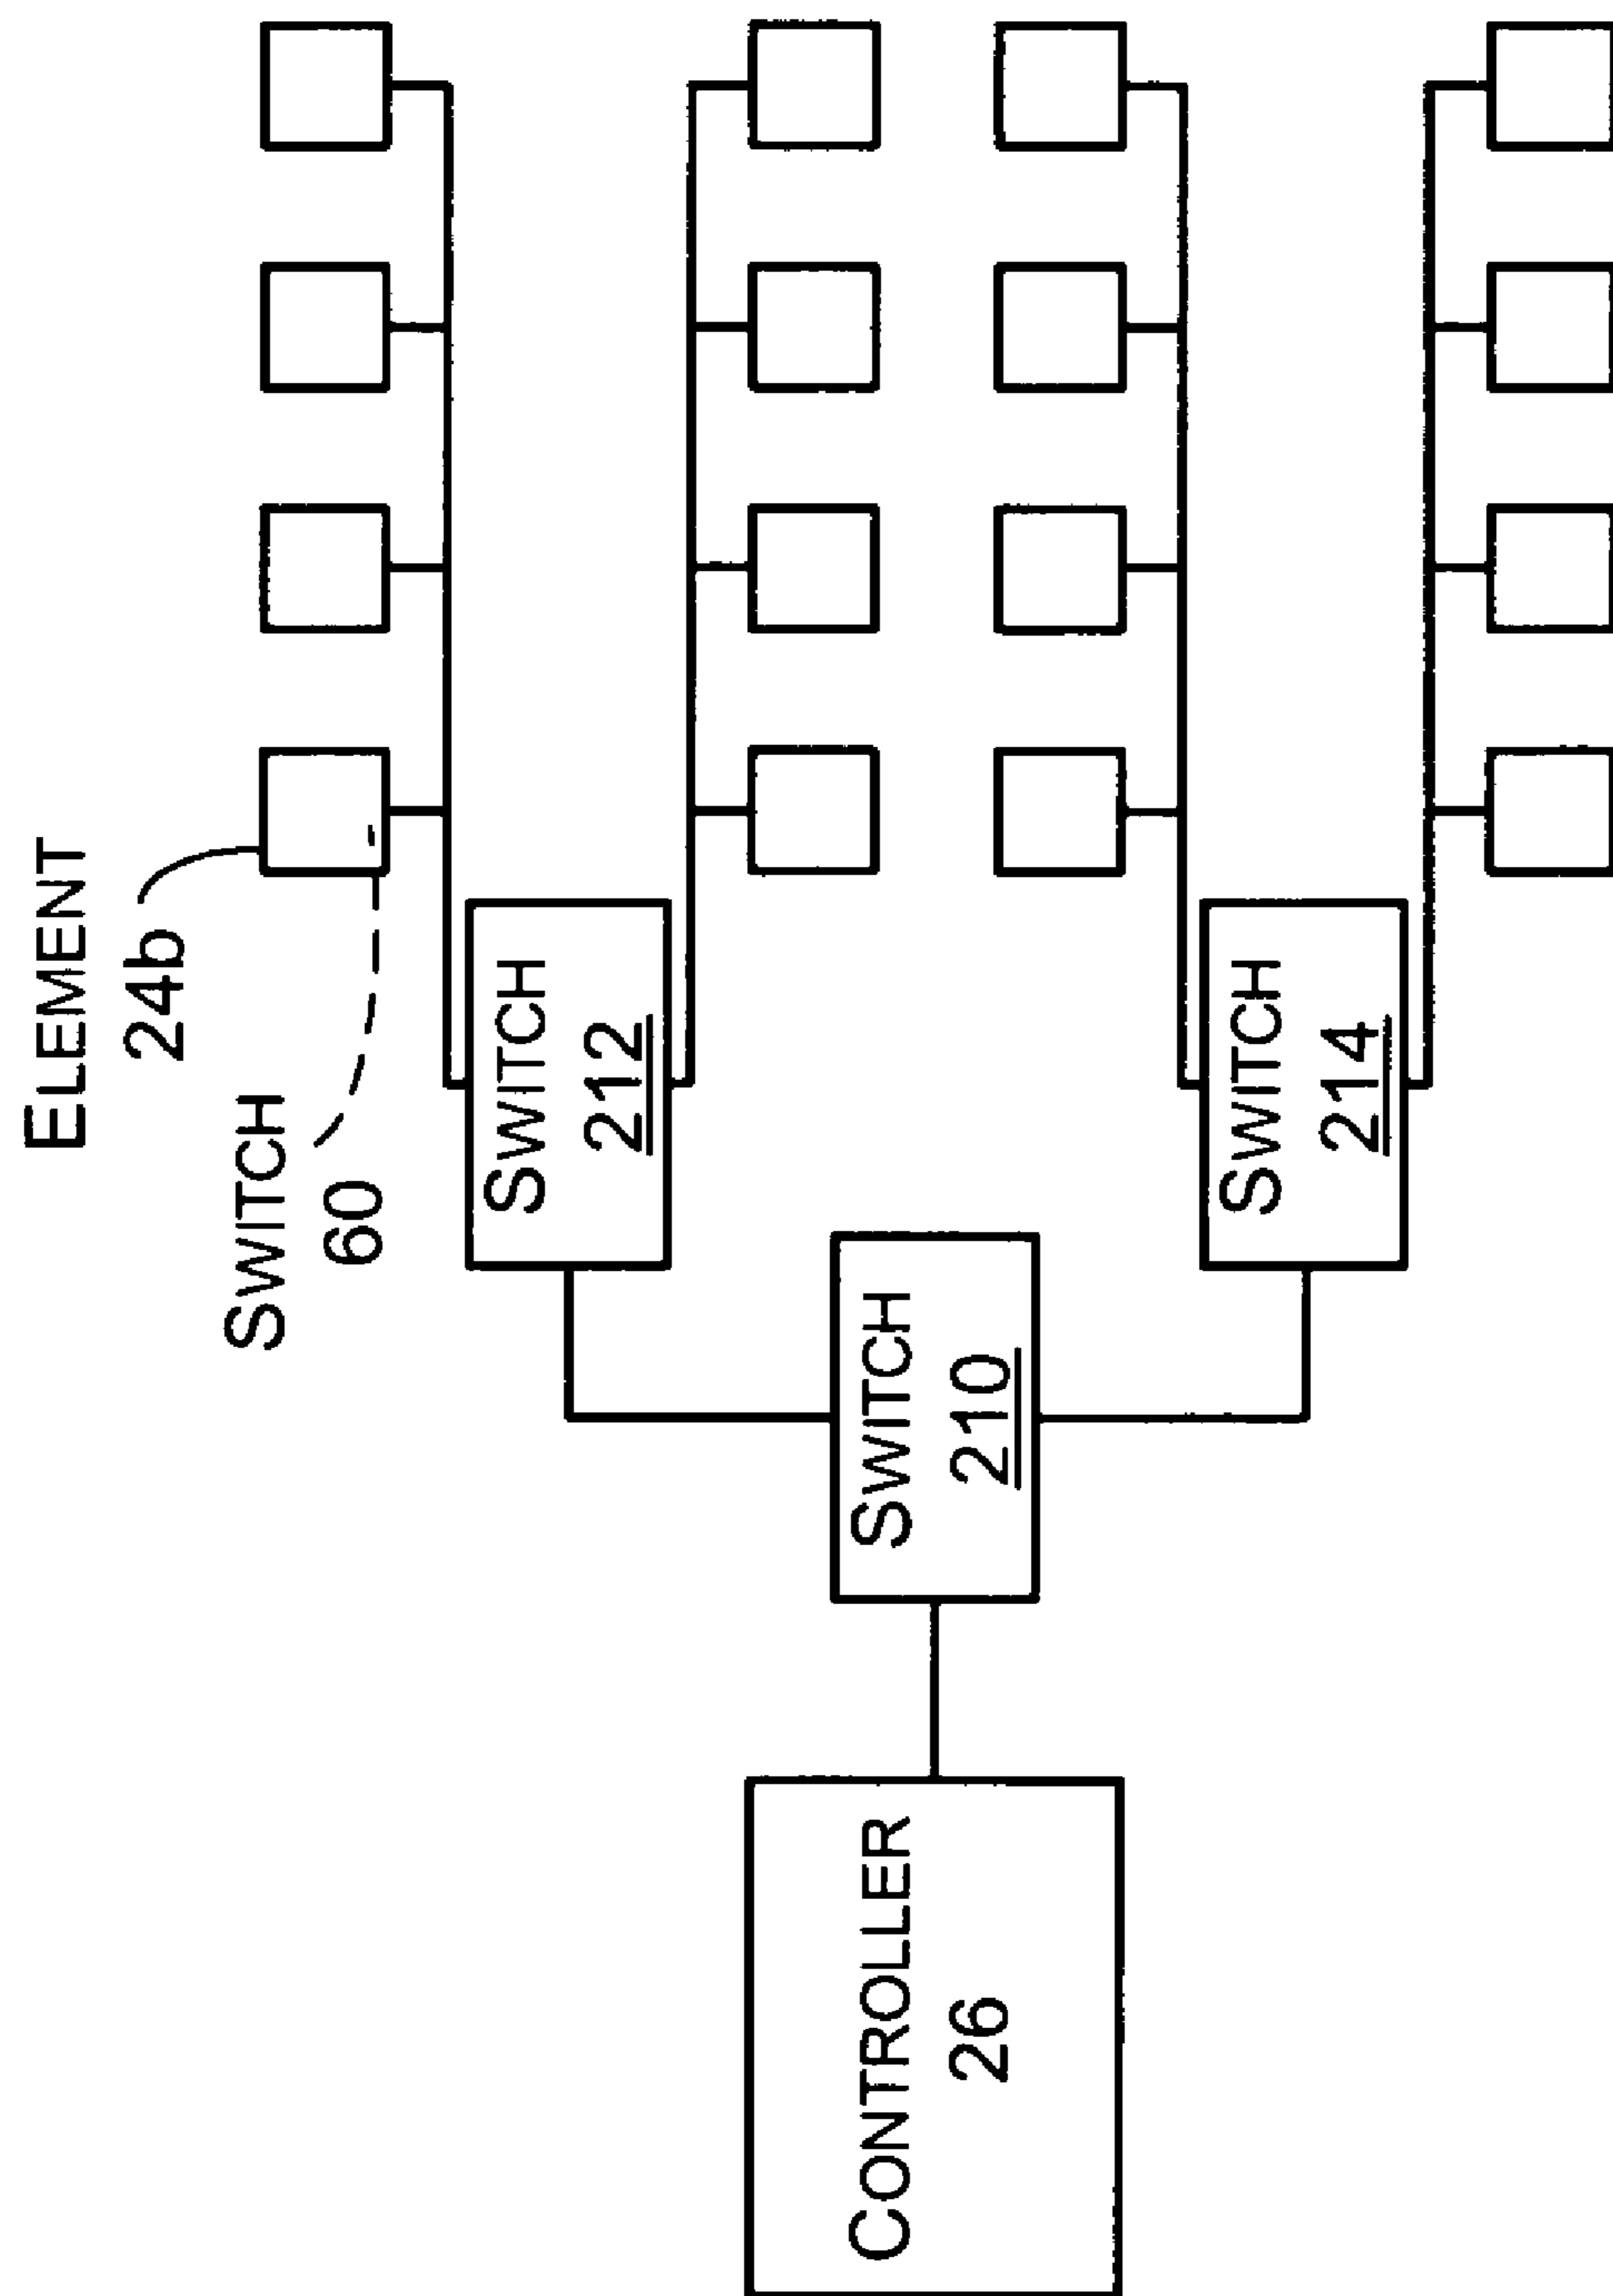 ELEMENT
24b
SWITCH
60
SWITCH
212
SWITCH
214
SWITCH
210
CONTROLLER
26